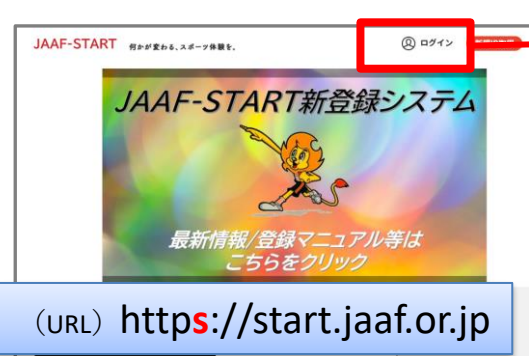 JAAF-START 何かが変わる、スポーツ体験を。
ログイン
JAAF-START新登録システム
最新情報/登録マニュアル等は
こちらをクリック
（URL）https://start.jaaf.or.jp